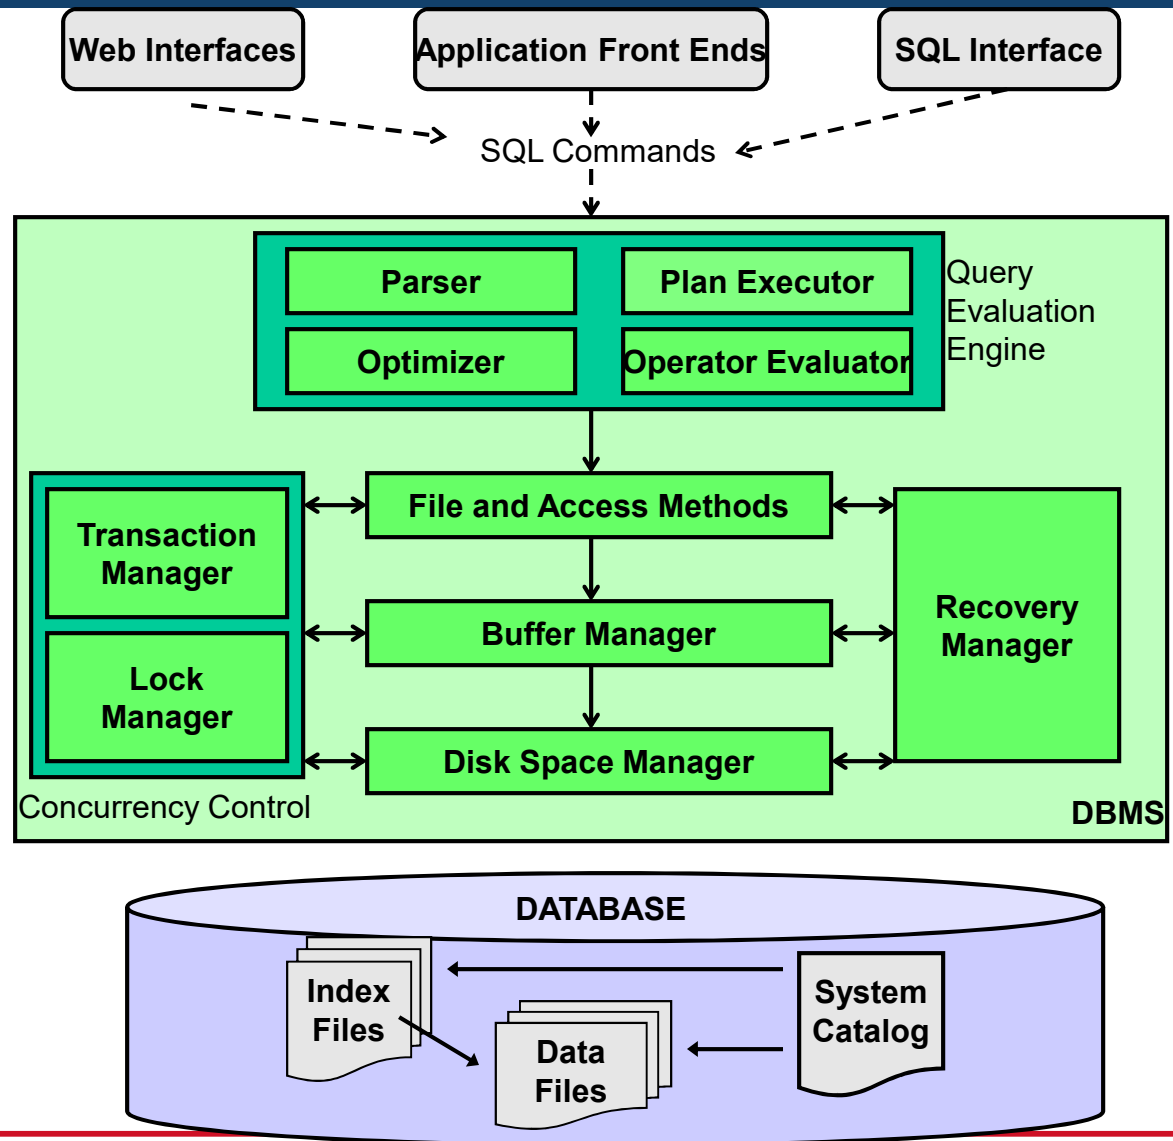 Web Interfaces
Application Front Ends
SQL Interface
SQL Commands
Parser
Plan Executor
Optimizer
Operator Evaluator
Query
Evaluation
Engine
File and Access Methods
Transaction
Manager
Lock
Manager
Buffer Manager
Recovery
Manager
Disk Space Manager
Concurrency Control
DBMS
DATABASE
Index
Files
Data
Files
System
Catalog